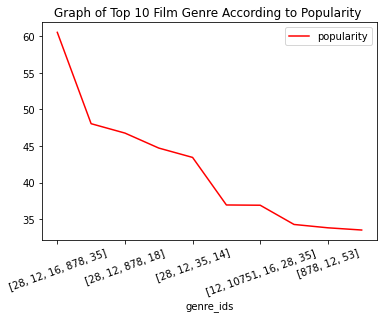 Graph of Top 10 Film Genre According to Popularity
popularity
60
55
50
45
40
35
[28, 12, 16, 878, 35]
[28, 12, 878, 18]
[28, 12, 35, 14]
[12, 10751, 16, 28, 35]
[878, 12, 53]
genre_ids